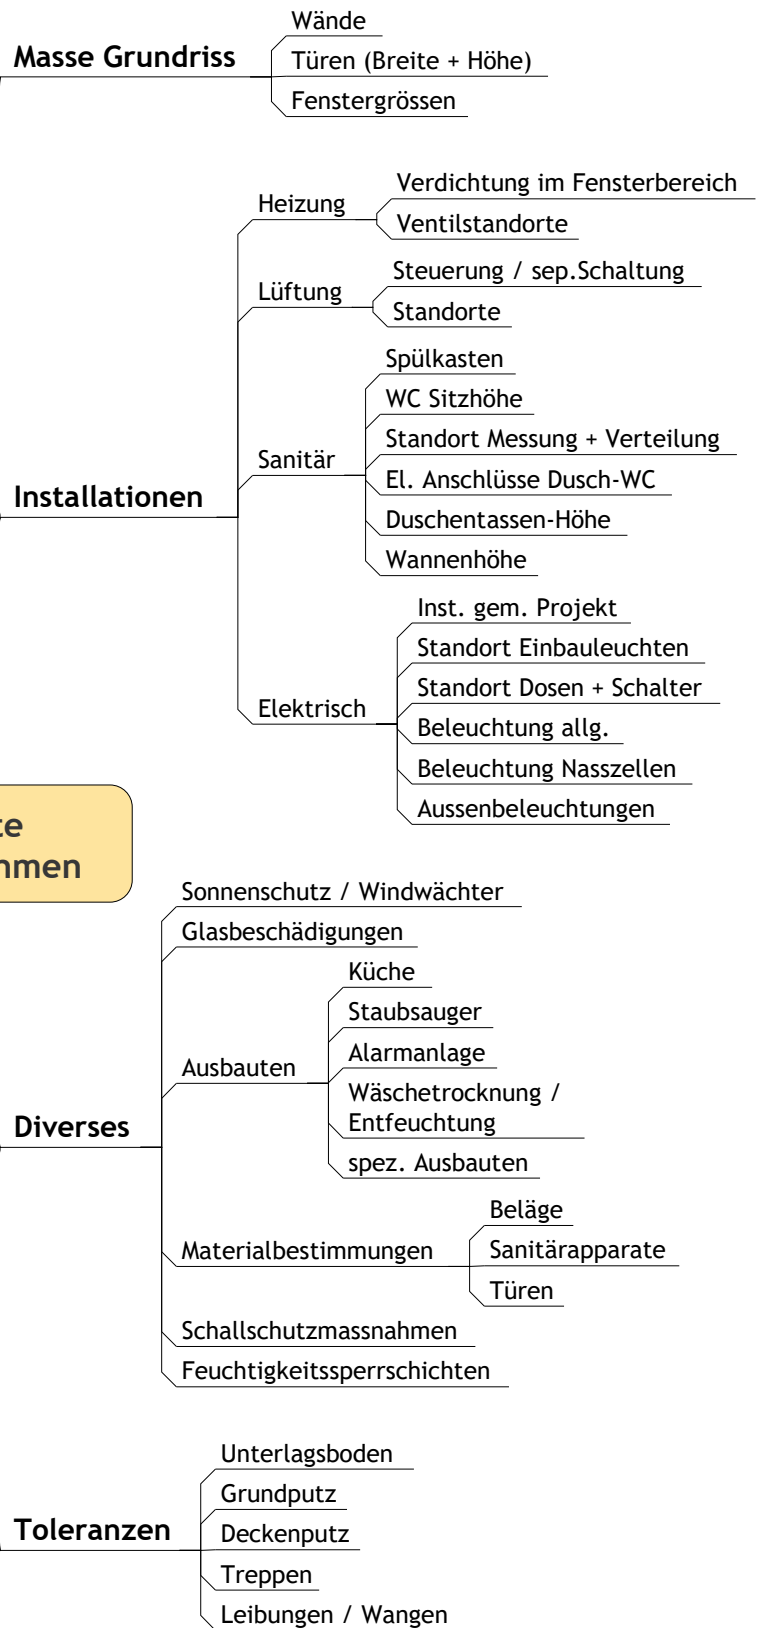 Masse Grundriss
Wände
Türen (Breite + Höhe)
Fenstergrössen
Installationen
Heizung
Verdichtung im Fensterbereich
Ventilstandorte
Lüftung
Steuerung / sep.Schaltung
Standorte
Sanitär
Spülkasten
WC Sitzhöhe
Standort Messung + Verteilung
El. Anschlüsse Dusch-WC
Duschentassen-Höhe
Wannenhöhe
Elektrisch
Inst. gem. Projekt
Standort Einbauleuchten
Standort Dosen + Schalter
Beleuchtung allg.
Beleuchtung Nasszellen
Aussenbeleuchtungen
Diverses
Sonnenschutz / Windwächter
Glasbeschädigungen
Ausbauten
Küche
Staubsauger
Alarmanlage
Wäschetrocknung /
Entfeuchtung
spez. Ausbauten
Materialbestimmungen
Beläge
Sanitärapparate
Türen
Schallschutzmassnahmen
Feuchtigkeitssperrschichten
Toleranzen
Unterlagsboden
Grundputz
Deckenputz
Treppen
Leibungen / Wangen